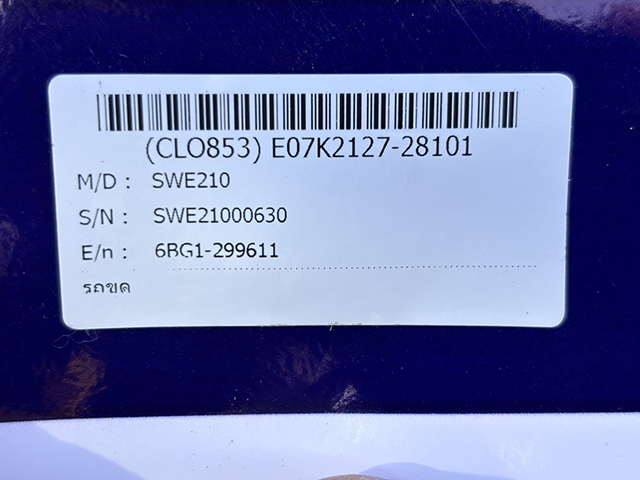 (CLO853) E07K2127-28101
M/D : SWE210
S/N : SWE21000630
E/n : 6BG1-299611
รถขุด